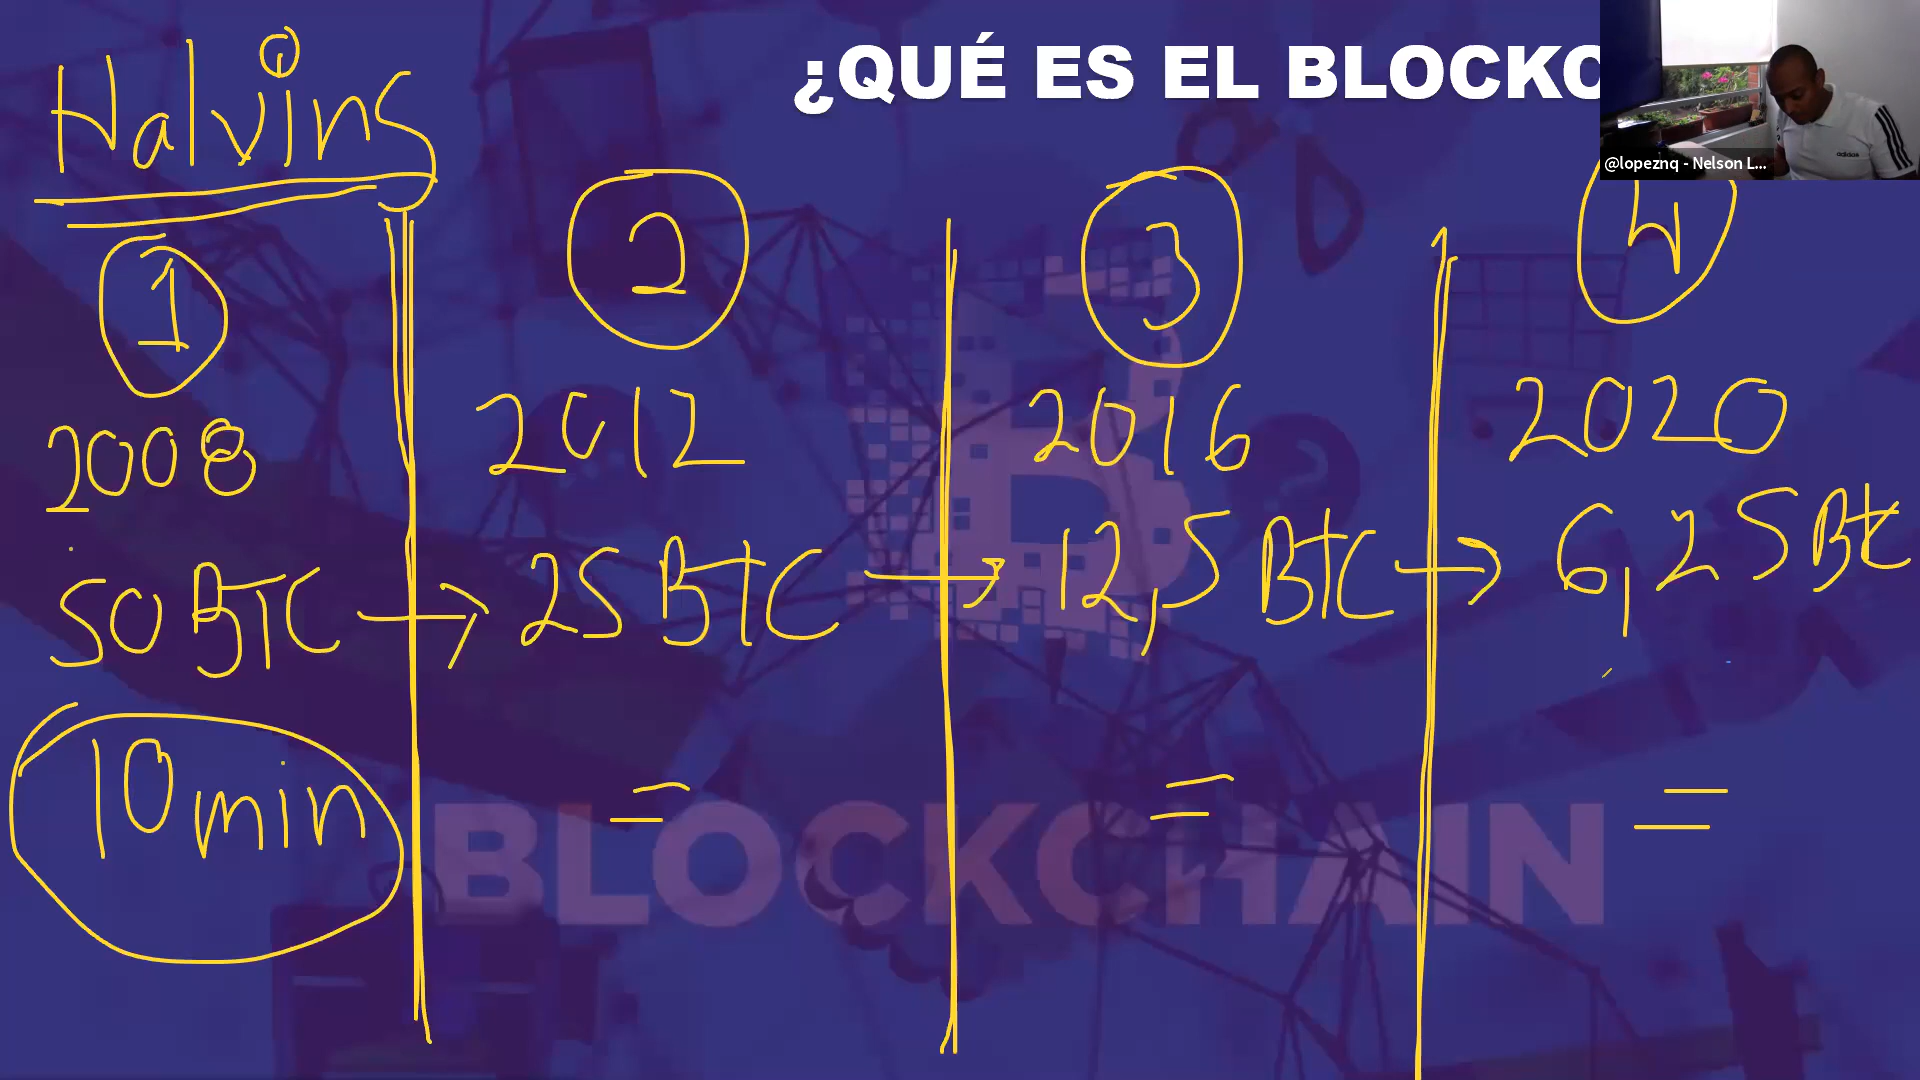 Halvins
¿QUÉ ES EL BLOCKC
@lopeznq - Nelson L...
adidas
1
2
3
4
2008
2012
2016
2020
50 BTC → 25 BTC → 12,5 BTC → 6,25 Btc
10 min
=
=
=
BLOCKCHAIN